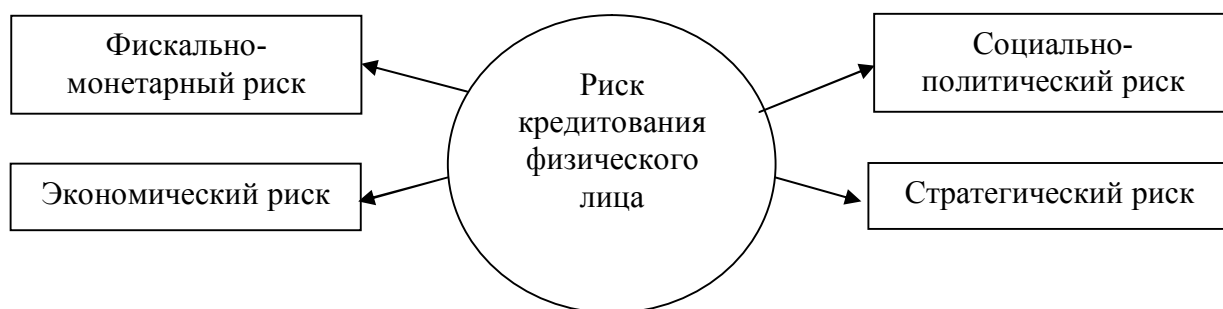 Фискально-
монетарный риск
Экономический риск
Риск
кредитования
физического
лица
Социально-
политический риск
Стратегический риск